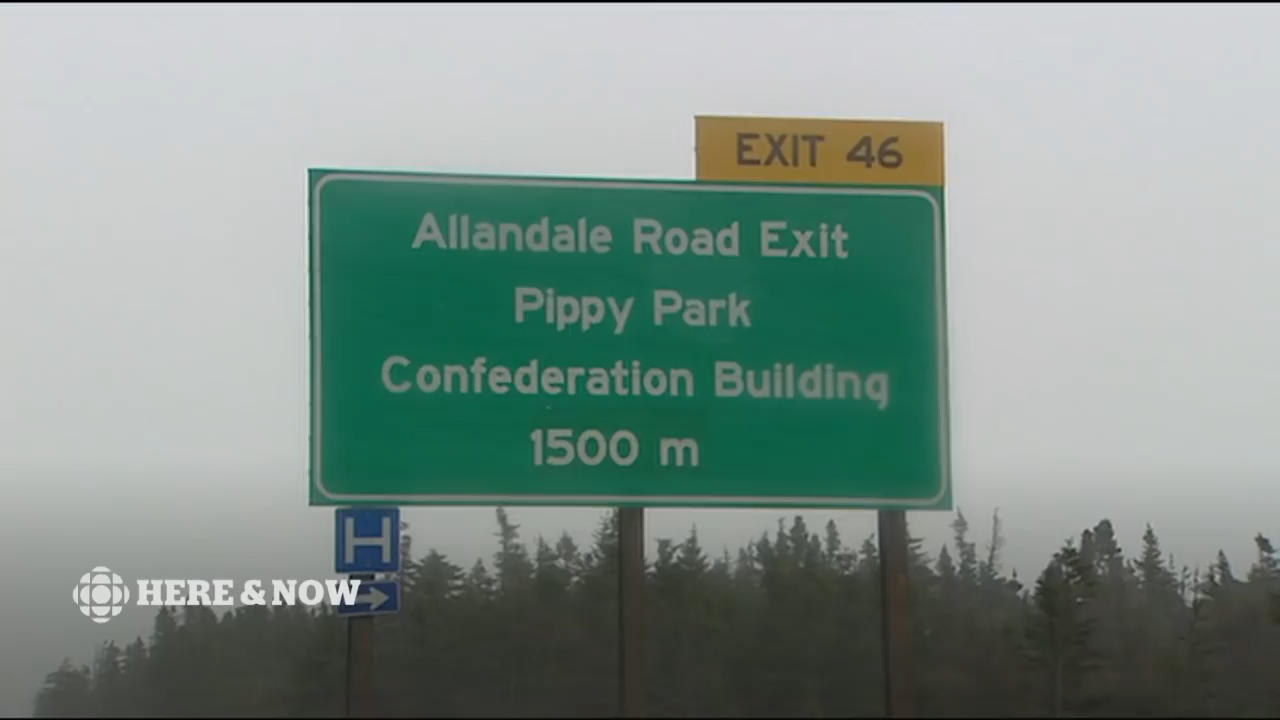 EXIT 46
Allandale Road Exit
Pippy Park
Confederation Building
1500 m
H
HERE & NOW